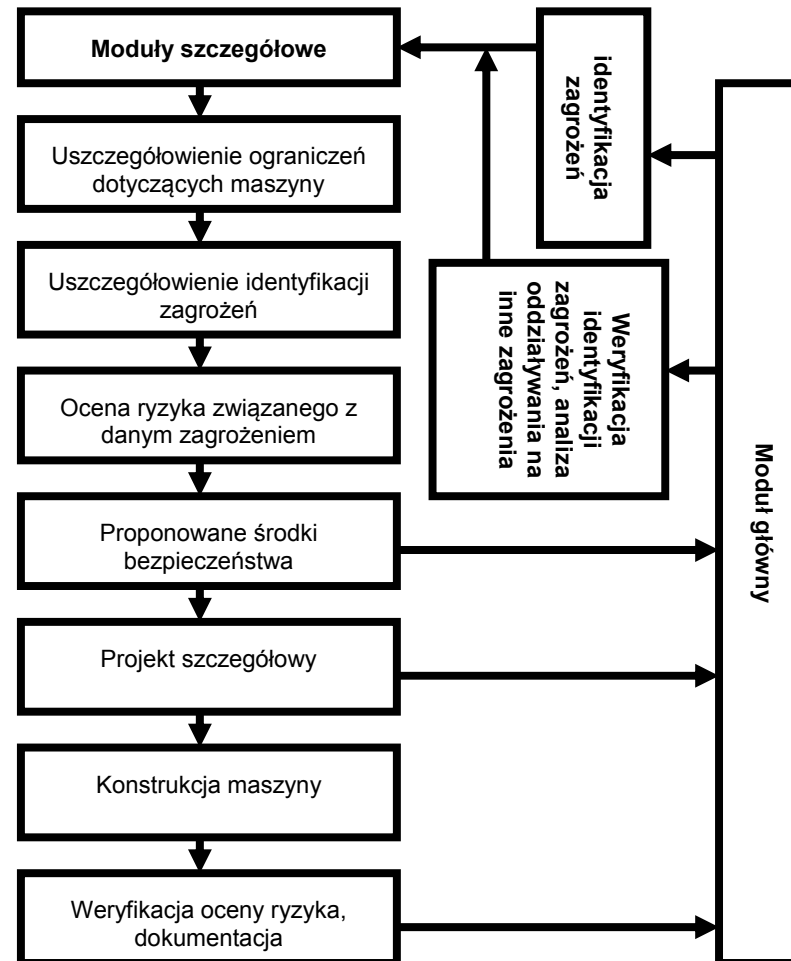 Moduły szczegółowe
Uszczegółowienie ograniczeń
dotyczących maszyny
Uszczegółowienie identyfikacji
zagrożeń
Ocena ryzyka związanego z
danym zagrożeniem
Proponowane środki
bezpieczeństwa
Projekt szczegółowy
Konstrukcja maszyny
Weryfikacja oceny ryzyka,
dokumentacja
identyfikacja
zagrożeń
Weryfikacja
identyfikacji
zagrożeń, analiza
oddziaływania na
inne zagrożenia
Moduł główny